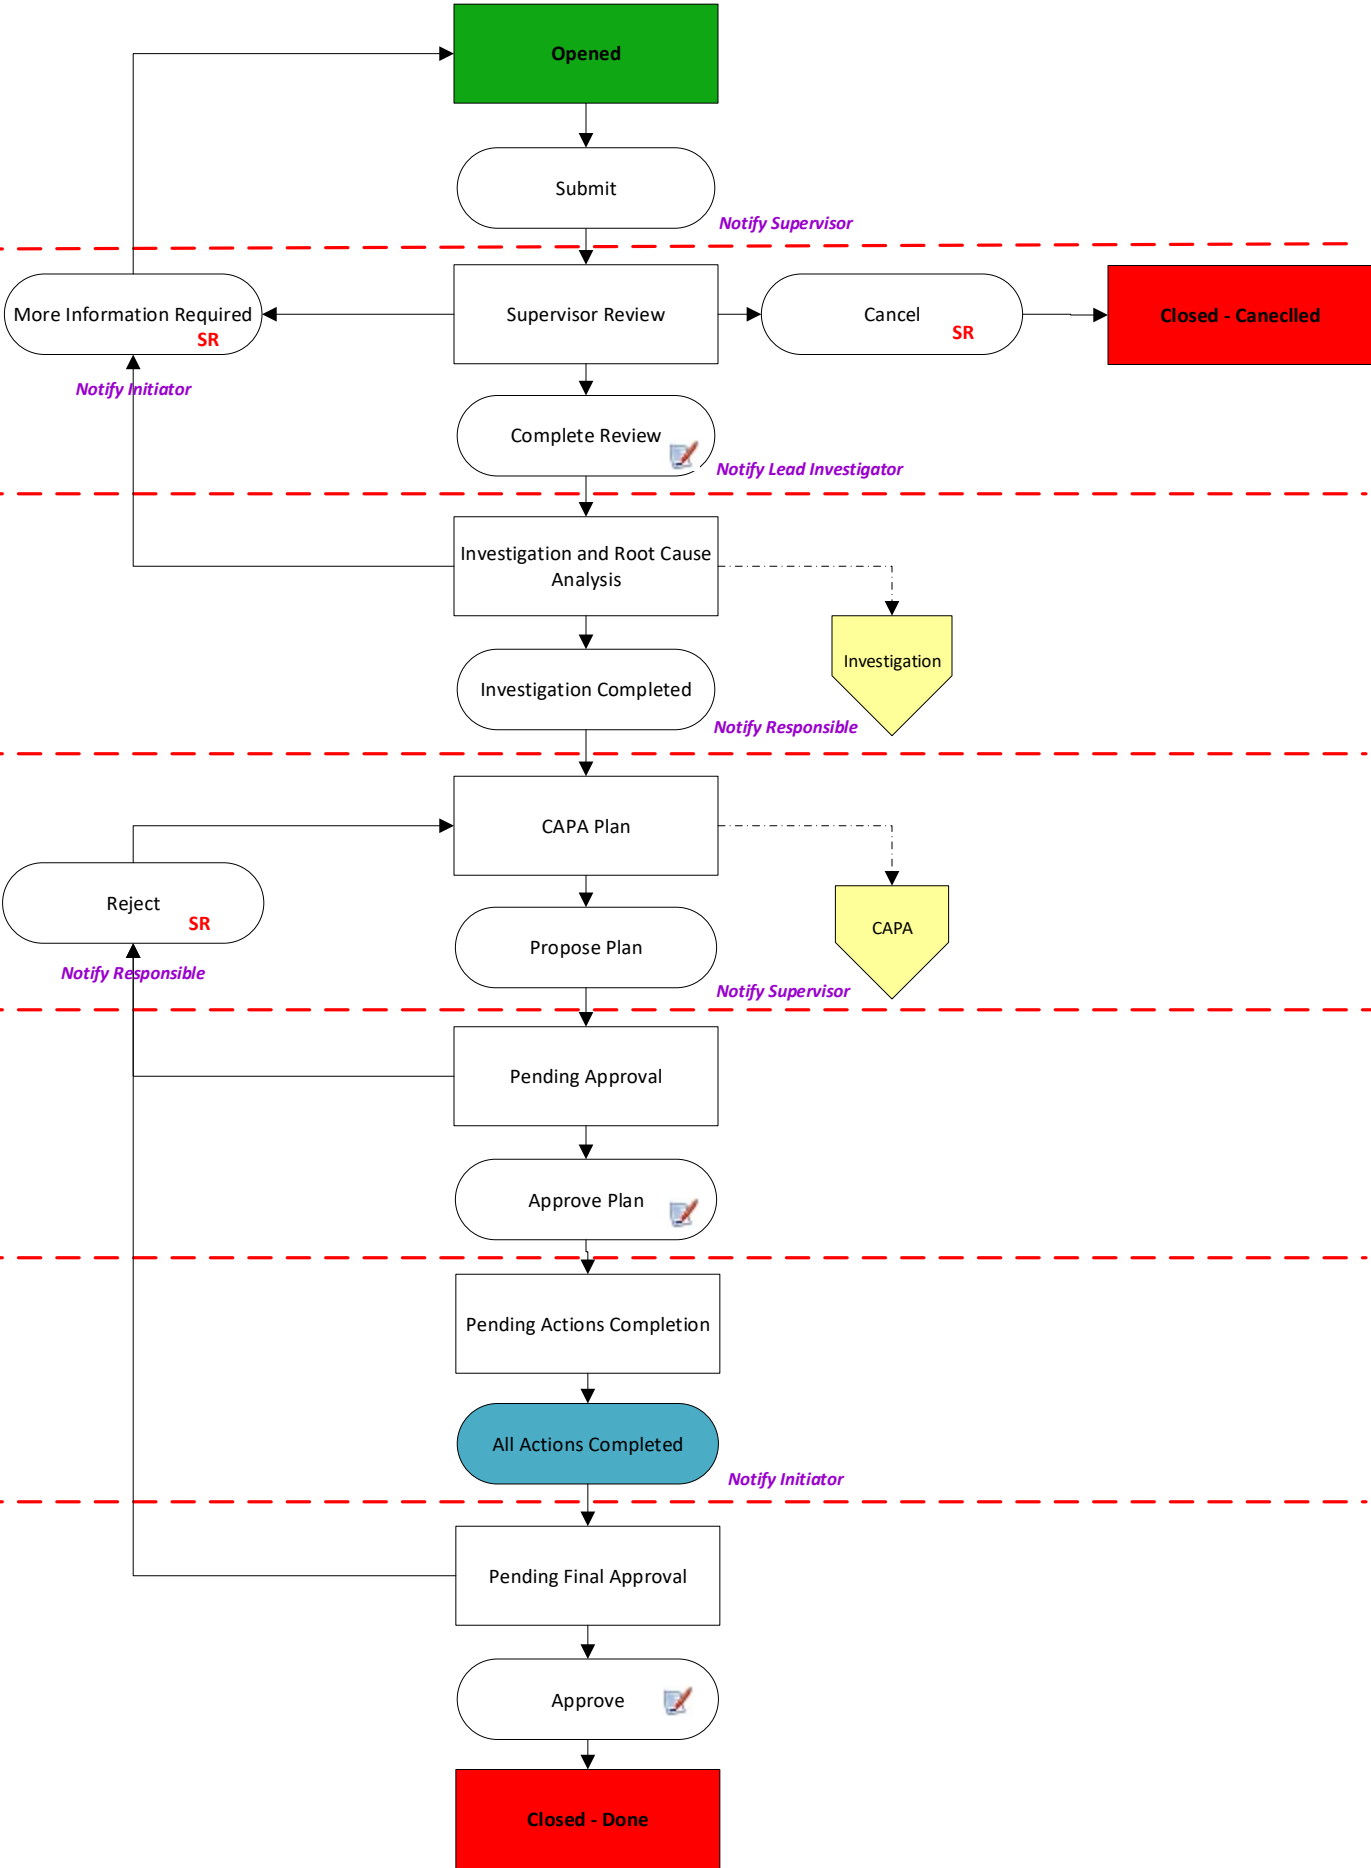 Opened
Submit
Notify Supervisor
More Information Required
SR
Supervisor Review
Cancel
SR
Closed - Caneclled
Notify Initiator
Complete Review
Notify Lead Investigator
Investigation and Root Cause
Analysis
Investigation
Investigation Completed
Notify Responsible
CAPA Plan
Reject
SR
CAPA
Propose Plan
Notify Responsible
Notify Supervisor
Pending Approval
Approve Plan
Pending Actions Completion
All Actions Completed
Notify Initiator
Pending Final Approval
Approve
Closed - Done